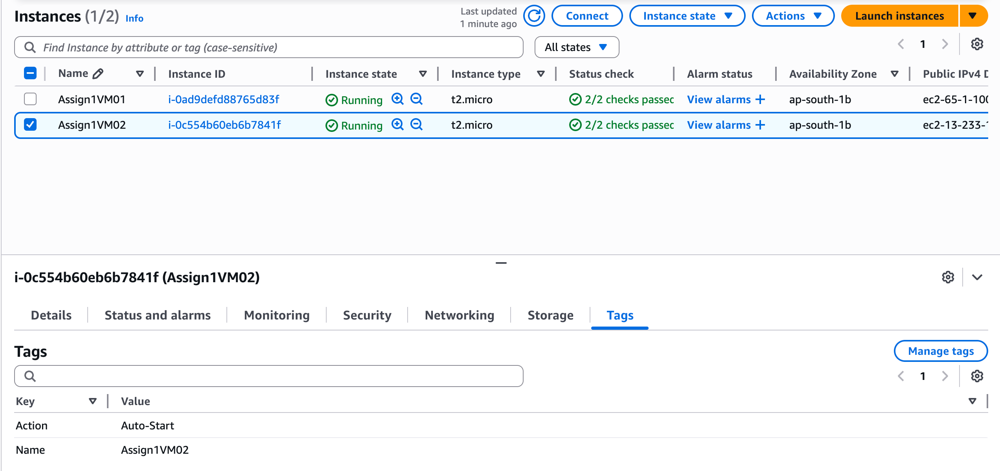 Instances (1/2) Info
Last updated
1 minute ago
Connect
Instance state
Actions
Launch instances
Find Instance by attribute or tag (case-sensitive)
All states
1
Name Instance ID Instance state Instance type Status check Alarm status Availability Zone Public IPv4 D
Assign1VM01 i-0ad9defd88765d83f Running t2.micro 2/2 checks passec View alarms + ap-south-1b ec2-65-1-100
Assign1VM02 i-0c554b60eb6b7841f Running t2.micro 2/2 checks passec View alarms + ap-south-1b ec2-13-233-1
i-0c554b60eb6b7841f (Assign1VM02)
Details Status and alarms Monitoring Security Networking Storage Tags
Tags
Manage tags
1
Key Value
Action Auto-Start
Name Assign1VM02